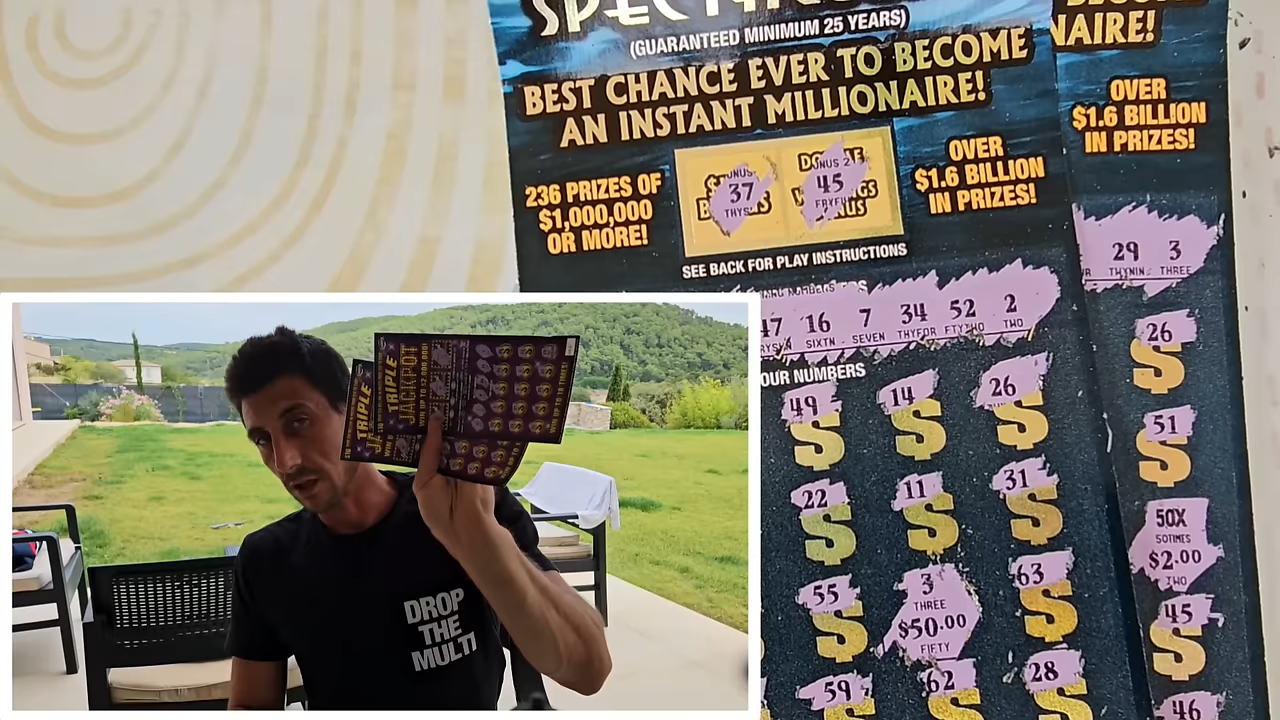 (GUARANTEED MINIMUM 25 YEARS)
BEST CHANCE EVER TO BECOME
AN INSTANT MILLIONAIRE!
236 PRIZES OF
$1,000,000
OR MORE!
37
45
OVER
$1.6 BILLION
IN PRIZES!
SEE BACK FOR PLAY INSTRUCTIONS
16 7 34 52 2
SIXTN SEVEN THYFOR FTYTWO TWO
OUR NUMBERS
49 14 26
22 11 31
55 3 63
THREE
$50.00
FIFTY
59 62 28
NAIRE!
OVER
$1.6 BILLION
IN PRIZES!
29 3
THYNIN THREE
26
51
50X
50TIMES
$2.00
TWO
45
46
TRIPLE
TRIPLE
JACKPOT
DROP
THE
MULTI